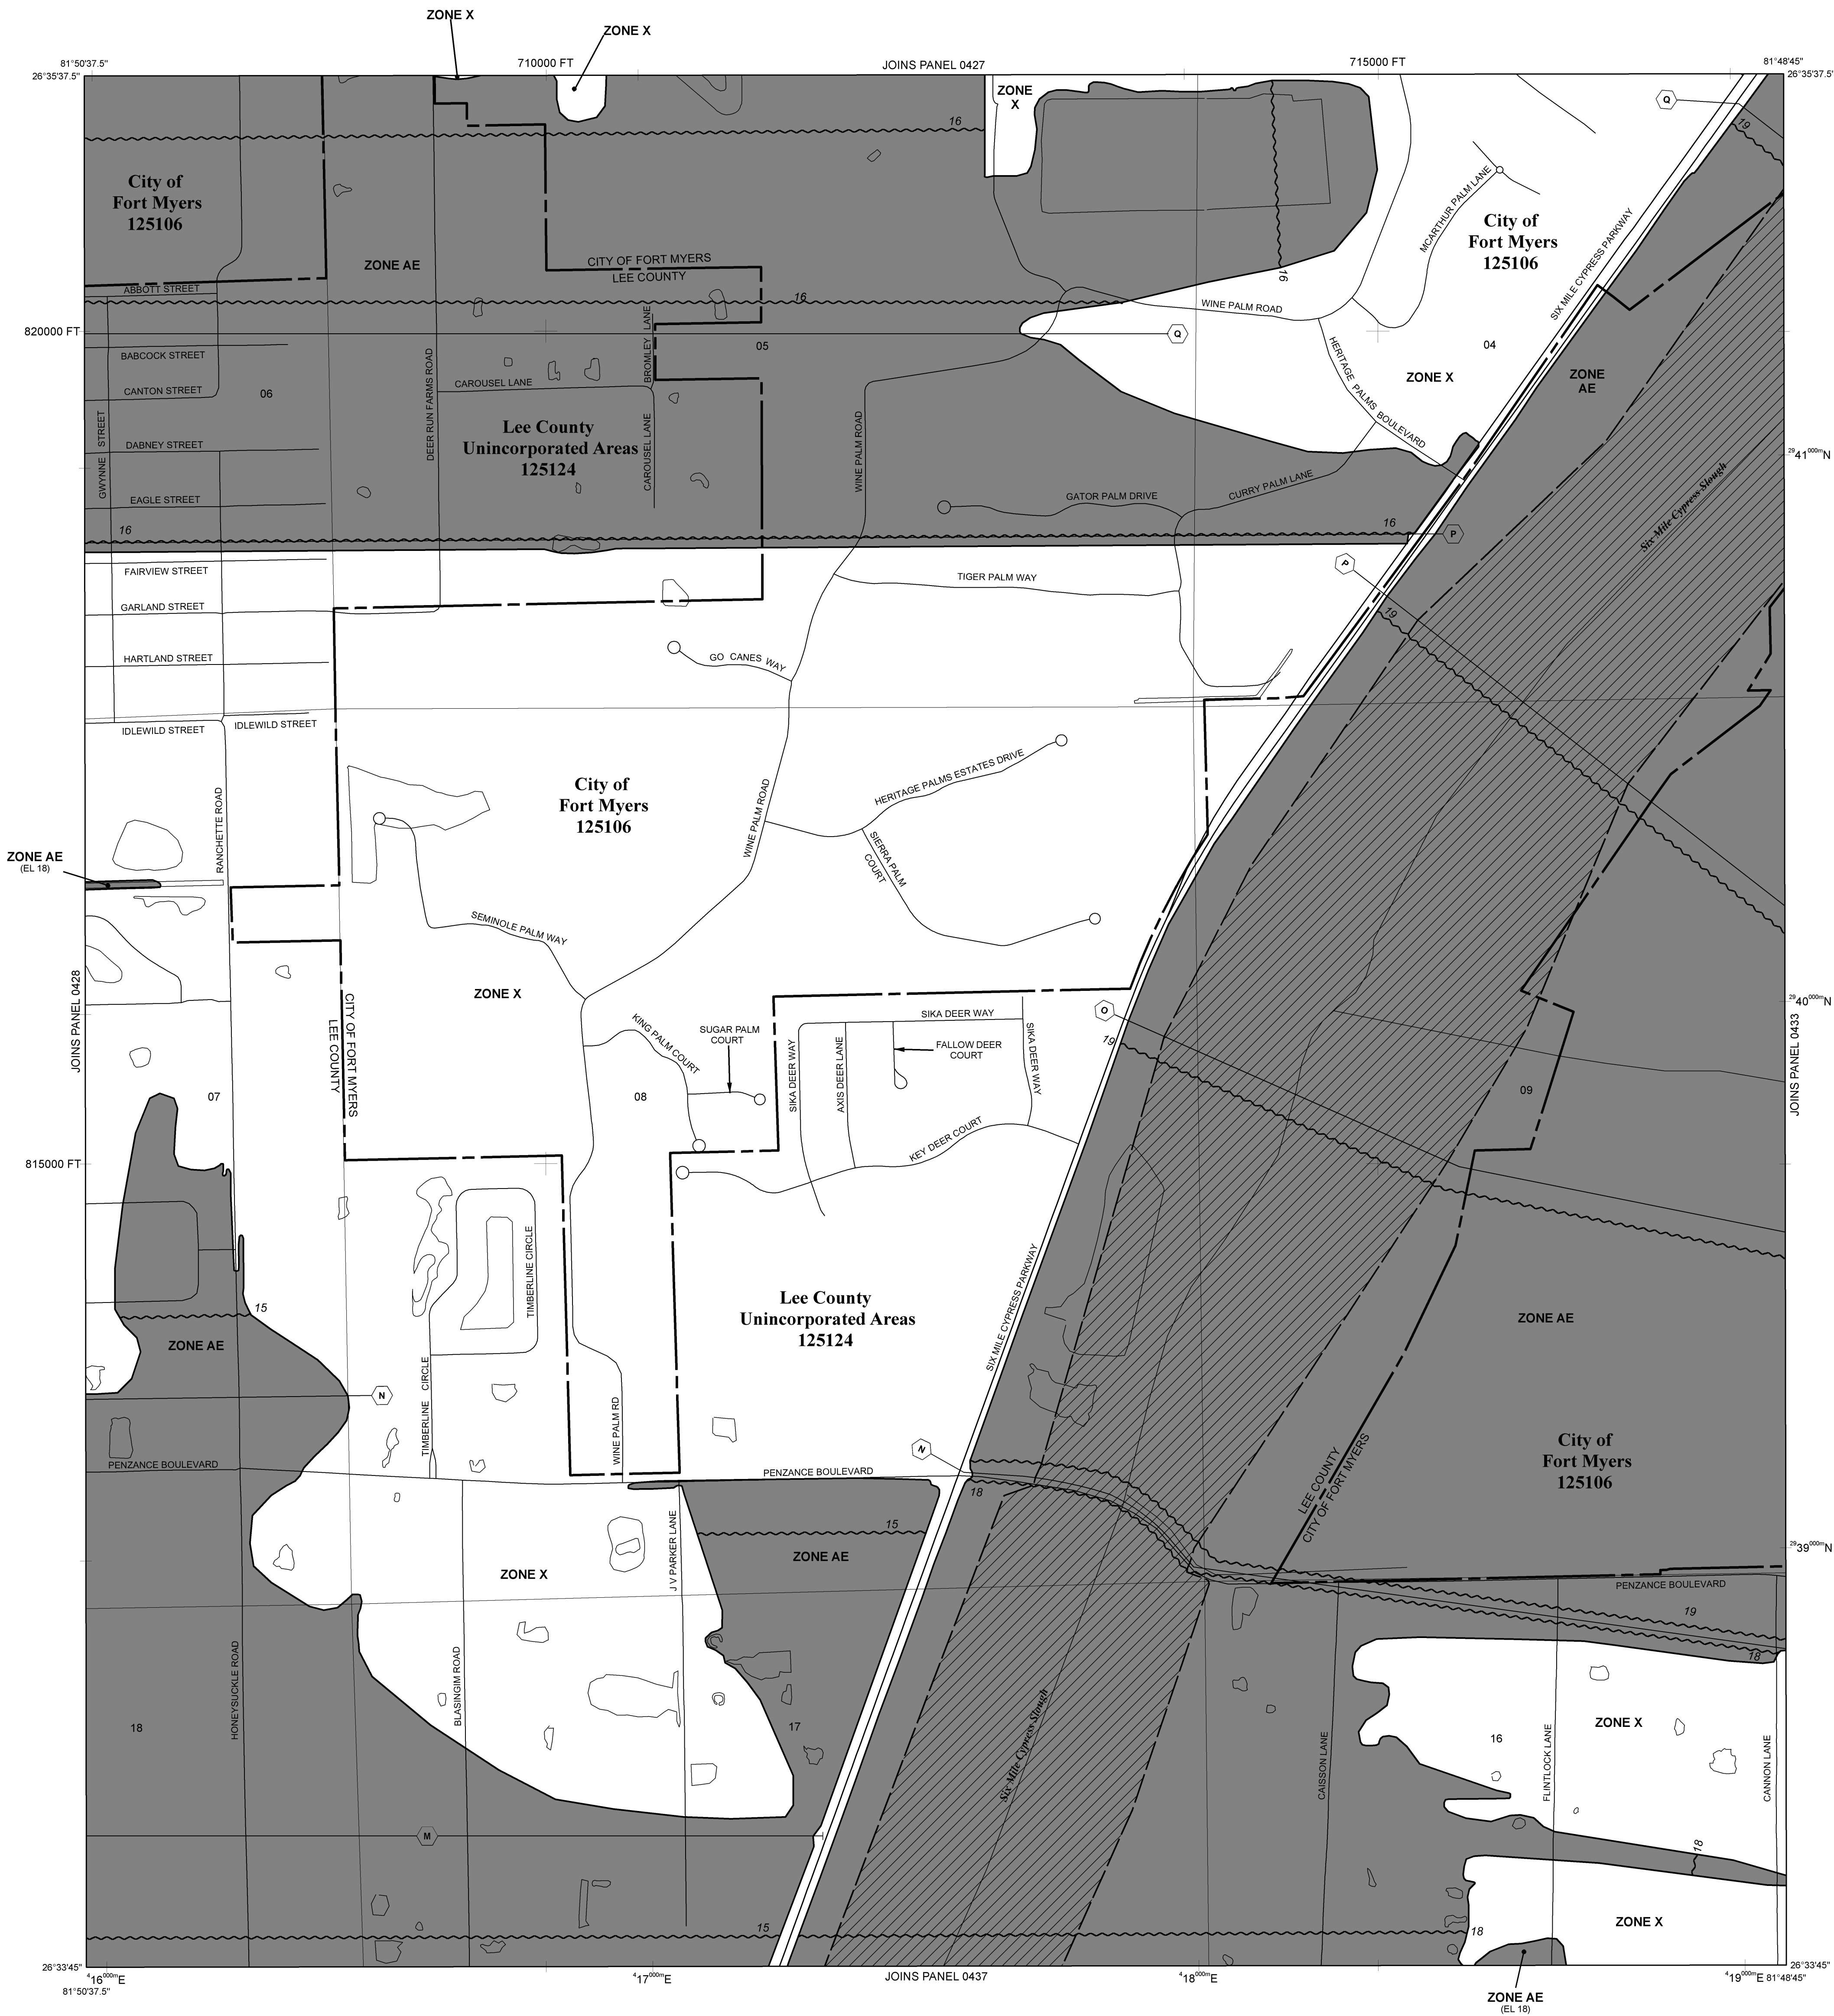 ZONE X
ZONE X
81°50'37.5"
710000 FT
JOINS PANEL 0427
715000 FT
81°48'45"
26°35'37.5"
26°35'37.5"
ZONE
X
Q
19
16
City of
Fort Myers
125106
MCARTHUR PALM LANE
City of
Fort Myers
125106
SIX MILE CYPRESS PARKWAY
ZONE AE
CITY OF FORT MYERS
LEE COUNTY
16
ABBOTT STREET
16
WINE PALM ROAD
820000 FT
BROMLEY LANE
Q
05
04
BABCOCK STREET
HERITAGE PALMS BOULEVARD
ZONE X
ZONE
AE
CAROUSEL LANE
CANTON STREET
06
DEER RUN FARMS ROAD
GWYNNE STREET
Lee County
Unincorporated Areas
125124
CAROUSEL LANE
WINE PALM ROAD
DABNEY STREET
2941000mN
Six Mile Cypress Slough
EAGLE STREET
GATOR PALM DRIVE
CURRY PALM LANE
16
16
P
FAIRVIEW STREET
P
TIGER PALM WAY
GARLAND STREET
19
HARTLAND STREET
GO CANES WAY
IDLEWILD STREET
IDLEWILD STREET
City of
Fort Myers
125106
HERITAGE PALMS ESTATES DRIVE
RANCHETTE ROAD
WINE PALM ROAD
SIERRA PALM
COURT
ZONE AE
(EL 18)
SEMINOLE PALM WAY
JOINS PANEL 0428
ZONE X
CITY OF FORT MYERS
LEE COUNTY
2940000mN
O
KING PALM COURT
SUGAR PALM
COURT
SIKA DEER WAY
SIKA DEER WAY
AXIS DEER LANE
FALLOW DEER
COURT
SIKA DEER WAY
19
JOINS PANEL 0433
07
08
09
KEY DEER COURT
815000 FT
TIMBERLINE CIRCLE
SIX MILE CYPRESS PARKWAY
15
Lee County
Unincorporated Areas
125124
ZONE AE
ZONE AE
N
TIMBERLINE CIRCLE
WINE PALM RD
N
LEE COUNTY
CITY OF FORT MYERS
City of
Fort Myers
125106
PENZANCE BOULEVARD
PENZANCE BOULEVARD
18
15
J V PARKER LANE
ZONE AE
2939000mN
ZONE X
PENZANCE BOULEVARD
19
18
HONEYSUCKLE ROAD
BLASINGIM ROAD
Six Mile Cypress Slough
18
17
16
ZONE X
CAISSON LANE
FLINTLOCK LANE
CANNON LANE
M
18
15
18
ZONE X
26°33'45"
26°33'45"
416000mE
417000mE
JOINS PANEL 0437
418000mE
419000mE
81°48'45"
81°50'37.5"
ZONE AE
(EL 18)